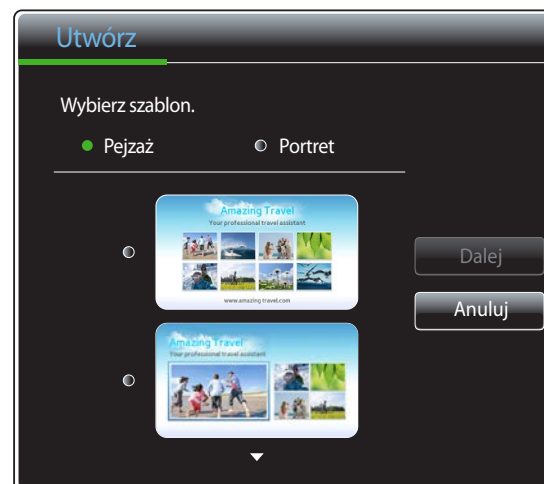 Utwórz
Wybierz szablon.
Pejzaż Portret
Amazing Travel
Your professional travel assistant
www.amazing travel.com
Dalej
Anuluj
Amazing Travel
Your professional travel assistant